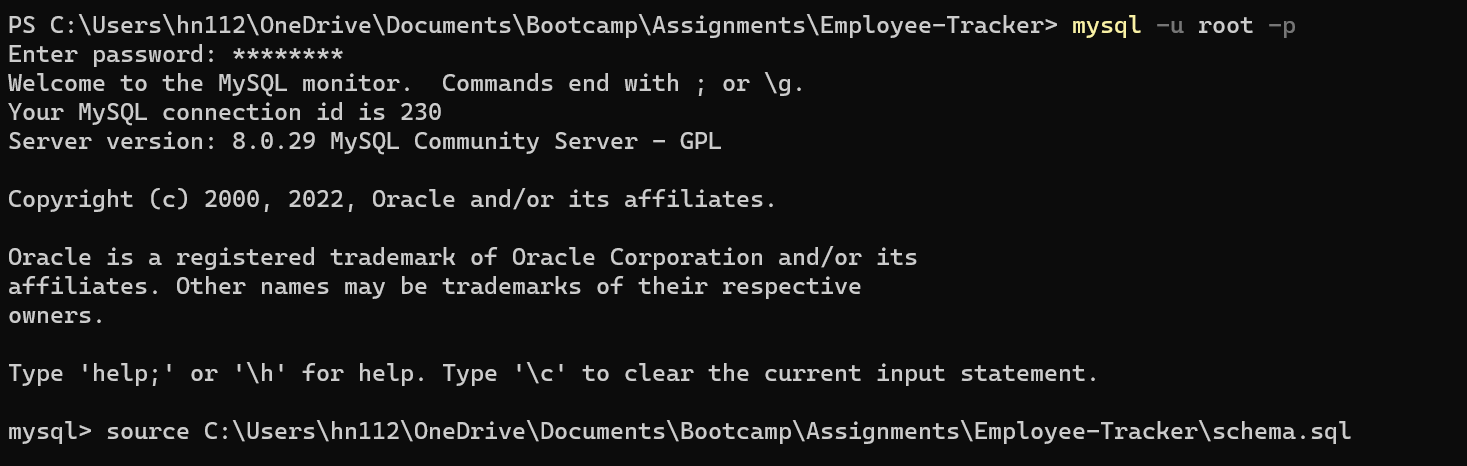 PS C:\Users\hn112\OneDrive\Documents\Bootcamp\Assignments\Employee-Tracker> mysql -u root -p
Enter password: ********
Welcome to the MySQL monitor.  Commands end with ; or \g.
Your MySQL connection id is 230
Server version: 8.0.29 MySQL Community Server - GPL

Copyright (c) 2000, 2022, Oracle and/or its affiliates.

Oracle is a registered trademark of Oracle Corporation and/or its
affiliates. Other names may be trademarks of their respective
owners.

Type 'help;' or '\h' for help. Type '\c' to clear the current input statement.

mysql> source C:\Users\hn112\OneDrive\Documents\Bootcamp\Assignments\Employee-Tracker\schema.sql